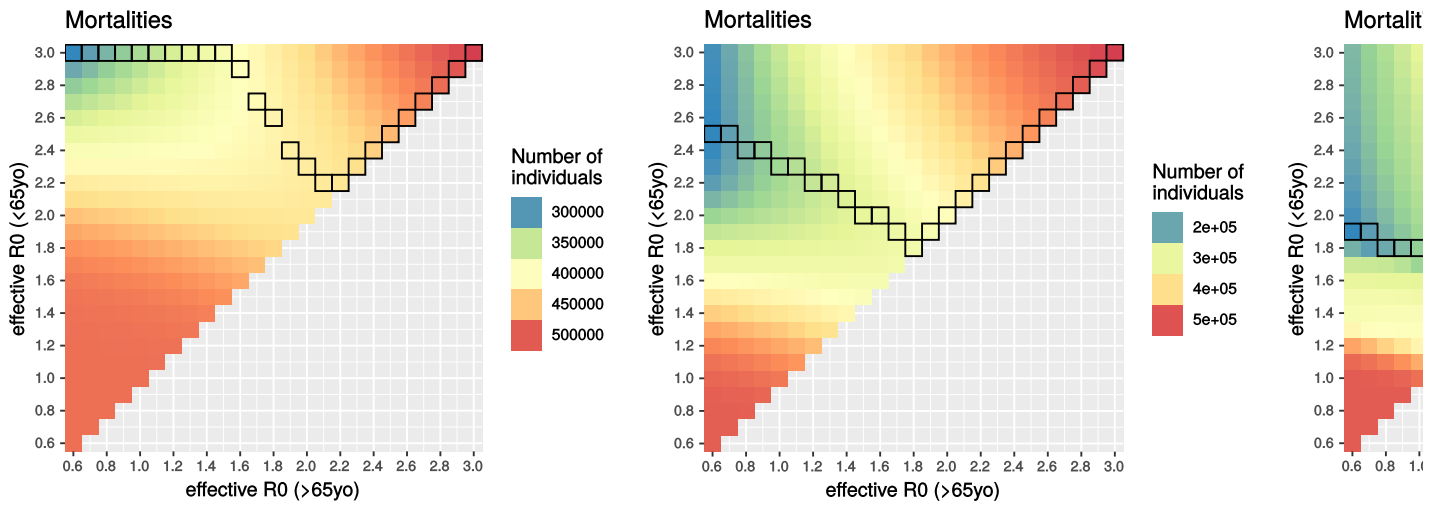 Mortalities
3.0
2.8
2.6
2.4
2.2
2.0
1.8
1.6
1.4
1.2
1.0
0.8
0.6
effective R0 (<65yo)
0.6 0.8 1.0 1.2 1.4 1.6 1.8 2.0 2.2 2.4 2.6 2.8 3.0
effective R0 (>65yo)
Number of
individuals
300000
350000
400000
450000
500000
Mortalities
3.0
2.8
2.6
2.4
2.2
2.0
1.8
1.6
1.4
1.2
1.0
0.8
0.6
effective R0 (<65yo)
0.6 0.8 1.0 1.2 1.4 1.6 1.8 2.0 2.2 2.4 2.6 2.8 3.0
effective R0 (>65yo)
Number of
individuals
2e+05
3e+05
4e+05
5e+05
Mortalit
3.0
2.8
2.6
2.4
2.2
2.0
1.8
1.6
1.4
1.2
1.0
0.8
0.6
effective R0 (<65yo)
0.6 0.8 1.0